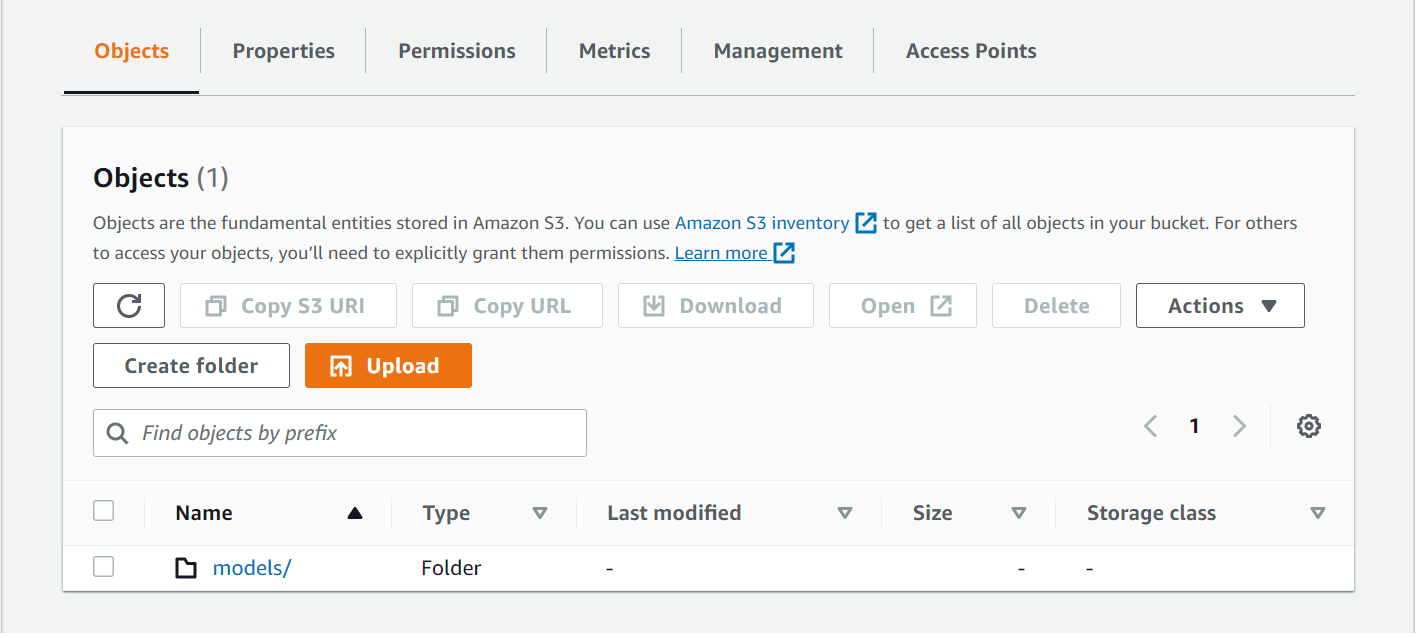 Objects Properties Permissions Metrics Management Access Points
Objects (1)
Objects are the fundamental entities stored in Amazon S3. You can use Amazon S3 inventory to get a list of all objects in your bucket. For others
to access your objects, you’ll need to explicitly grant them permissions. Learn more
Copy S3 URI Copy URL Download Open Delete Actions
Create folder Upload
Find objects by prefix 1
Name Type Last modified Size Storage class
models/ Folder - - -